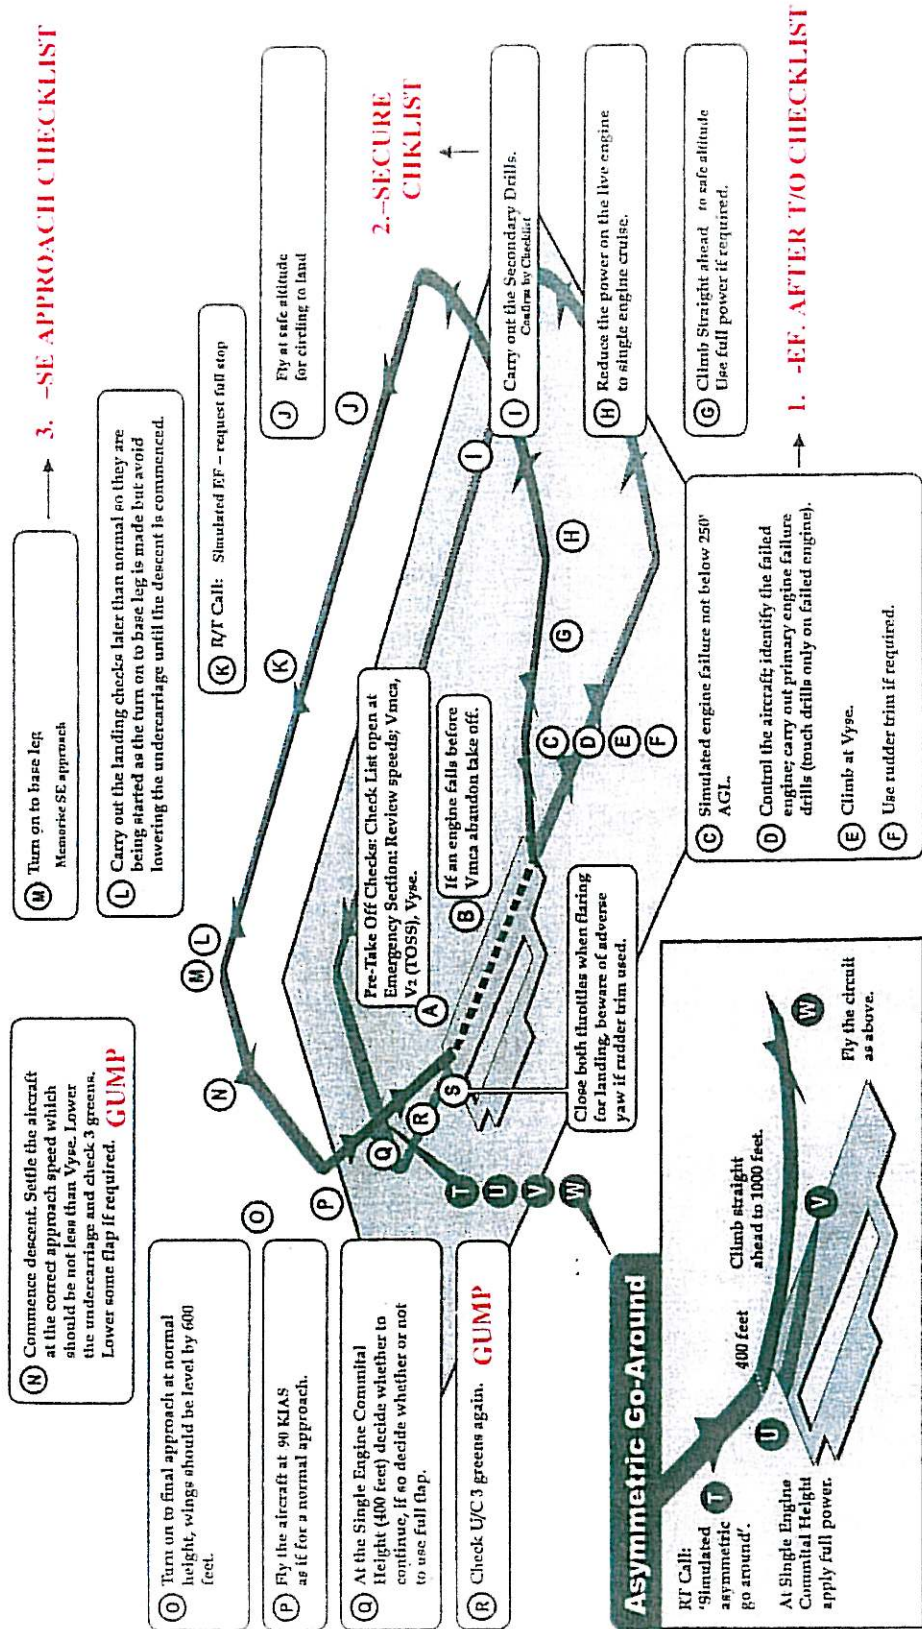 M Turn on to base leg
Memorise SE approach
3. -SE APPROACH CHECKLIST
N Commence descent. Settle the aircraft
at the correct approach speed which
should be not less than Vyse. Lower
the undercarriage and check 3 greens.
Lower some flap if required. GUMP
L Carry out the landing checks later than normal so they are
being started as the turn on to base leg is made but avoid
lowering the undercarriage until the descent is commenced.
K R/T Call: Simulated EF – request full stop
J Fly at safe altitude
for circling to land
O Turn on to final approach at normal
height, wings should be level by 600
feet.
P Fly the aircraft at 90 KIAS
as if for a normal approach.
Q At the Single Engine Commital
Height (400 feet) decide whether to
continue, if so decide whether or not
to use full flap.
R Check U/C 3 greens again. GUMP
M L
N
O
P
Q
R
S
K
J
I
H
G
A
Pre-Take Off Checks: Check List open at
Emergency Section: Review speeds; Vmca,
V2 (TOSS), Vyse.
B If an engine fails before
Vmca abandon take off.
2.-SECURE
CHKLIST
I Carry out the Secondary Drills.
Confirm by Checklist
H Reduce the power on the live engine
to single engine cruise.
G Climb Straight ahead to safe altitude
Use full power if required.
C
D
E
F
T
U
V
W
Close both throttles when flaring
for landing, beware of adverse
yaw if rudder trim used.
C Simulated engine failure not below 250'
AGL.
D Control the aircraft; identify the failed
engine; carry out primary engine failure
drills (touch drills only on failed engine).
E Climb at Vyse.
F Use rudder trim if required.
1. -EF. AFTER T/O CHECKLIST
Asymmetric Go-Around
RT Call:
'Simulated
asymmetric
go around'.
T
At Single Engine
Commital Height
apply full power.
U
400 feet
Climb straight
ahead to 1000 feet.
V
W
Fly the circuit
as above.